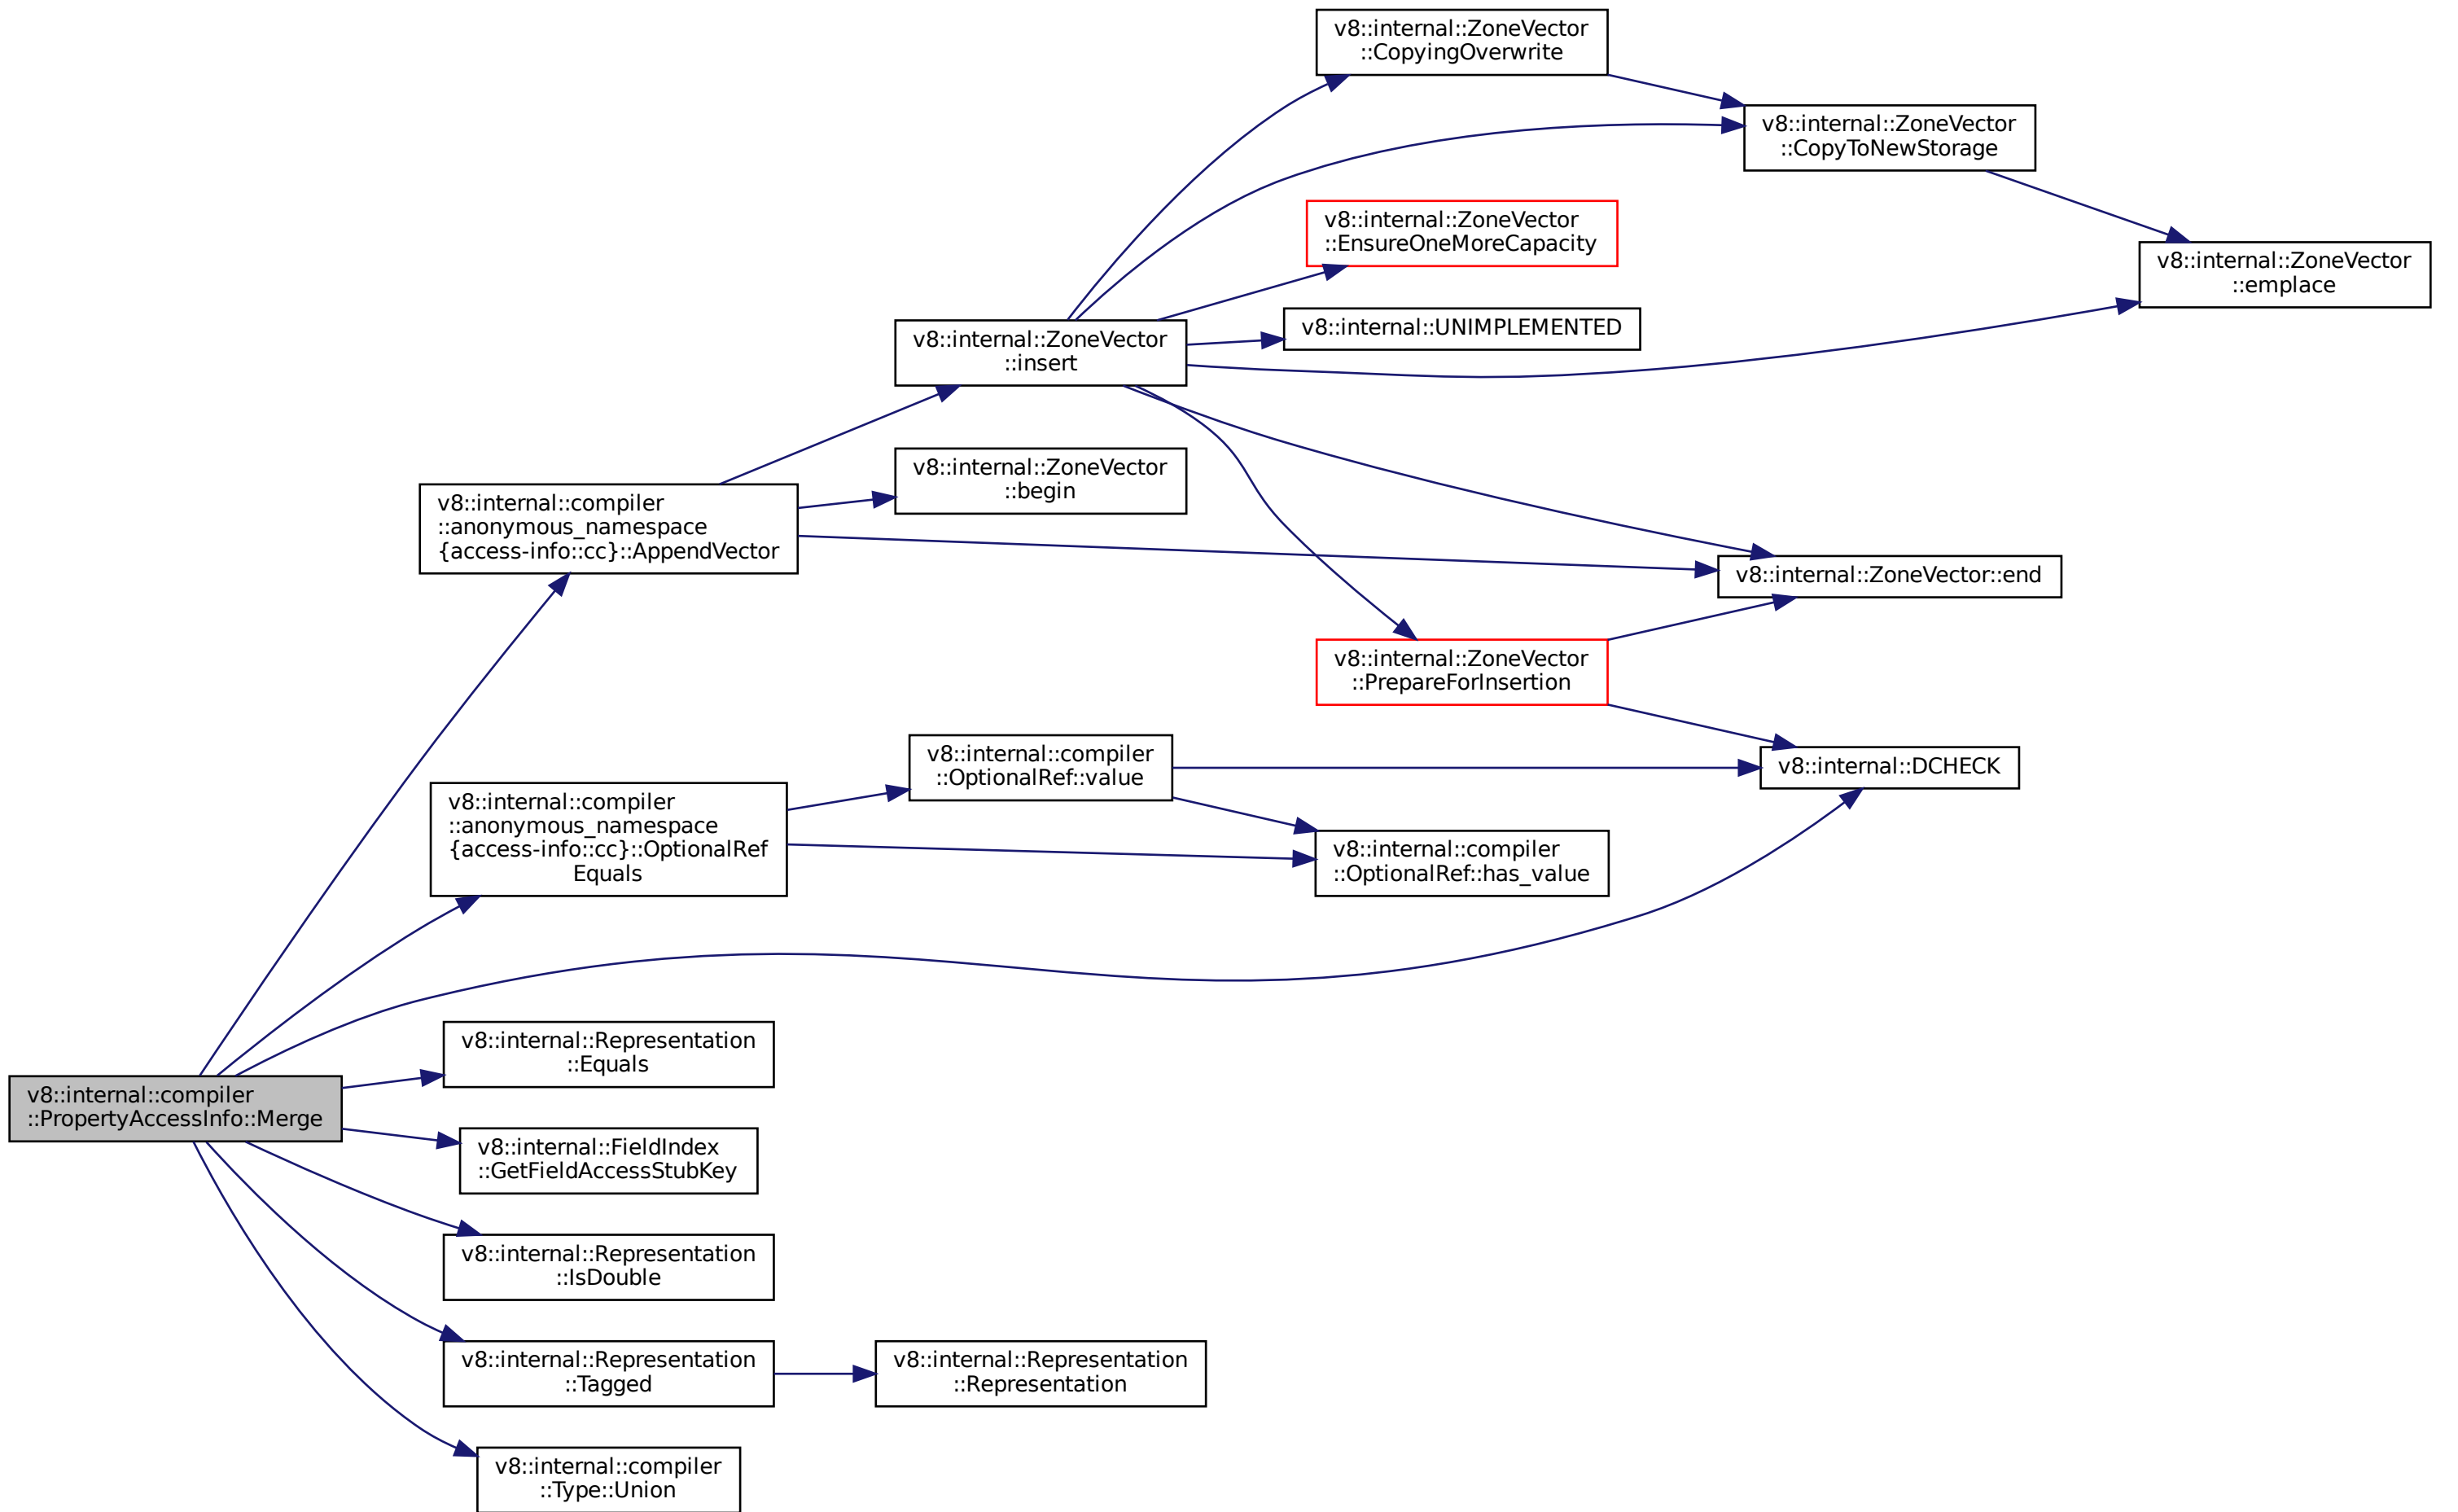 v8::internal::ZoneVector
::CopyingOverwrite
v8::internal::ZoneVector
::CopyToNewStorage
v8::internal::ZoneVector
::EnsureOneMoreCapacity
v8::internal::ZoneVector
::emplace
v8::internal::UNIMPLEMENTED
v8::internal::ZoneVector
::insert
v8::internal::ZoneVector
::begin
v8::internal::compiler
::anonymous_namespace
{access-info::cc}::AppendVector
v8::internal::ZoneVector::end
v8::internal::ZoneVector
::PrepareForInsertion
v8::internal::compiler
::OptionalRef::value
v8::internal::DCHECK
v8::internal::compiler
::anonymous_namespace
{access-info::cc}::OptionalRef
Equals
v8::internal::compiler
::OptionalRef::has_value
v8::internal::Representation
::Equals
v8::internal::compiler
::PropertyAccessInfo::Merge
v8::internal::FieldIndex
::GetFieldAccessStubKey
v8::internal::Representation
::IsDouble
v8::internal::Representation
::Tagged
v8::internal::Representation
::Representation
v8::internal::compiler
::Type::Union